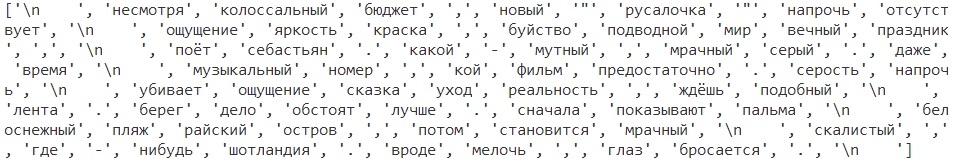 ['\n    ', 'несмотря', 'колоссальный', 'бюджет', ',', 'новый', '"', 'русалочка', '"', 'напрочь', 'отсутст
вует', '\n    ', 'ощущение', 'яркость', 'краска', ',', 'буйство', 'подводной', 'мир', 'вечный', 'праздник
', ',', '\n    ', 'поёт', 'себастьян', '.', 'какой', '-', 'мутный', ',', 'мрачный', 'серый', '.', 'даже',
 'время', '\n    ', 'музыкальный', 'номер', ',', 'кой', 'фильм', 'предостаточно', '.', 'серость', 'напроч
ь', '\n    ', 'убивает', 'ощущение', 'сказка', 'уход', 'реальность', ',', 'ждёшь', 'подобный', '\n    ',
'лента', '.', 'берег', 'дело', 'обстоят', 'лучше', '.', 'сначала', 'показывают', 'пальма', '\n    ', 'бел
оснежный', 'пляж', 'райский', 'остров', ',', 'потом', 'становится', 'мрачный', '\n    ', 'скалистый', ','
, 'где', '-', 'нибудь', 'шотландия', '.', 'вроде', 'мелочь', ',', 'глаз', 'бросается', '.', '\n    ']